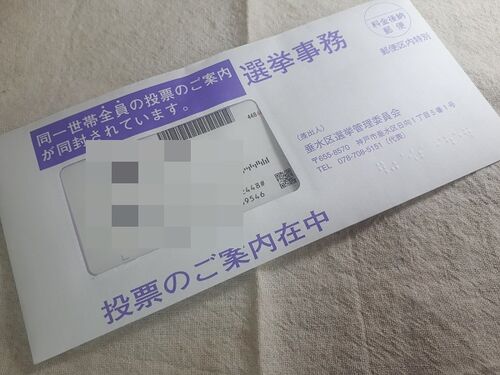 料金後納
郵便
郵便区内特別
選挙事務
同一世帯全員の投票のご案内
が同封されています。
(差出人)
垂水区選挙管理委員会
〒655-8570 神戸市垂水区日向1丁目5番1号
TEL 078-708-5151(代表)
448
2448#
9546
投票のご案内在中